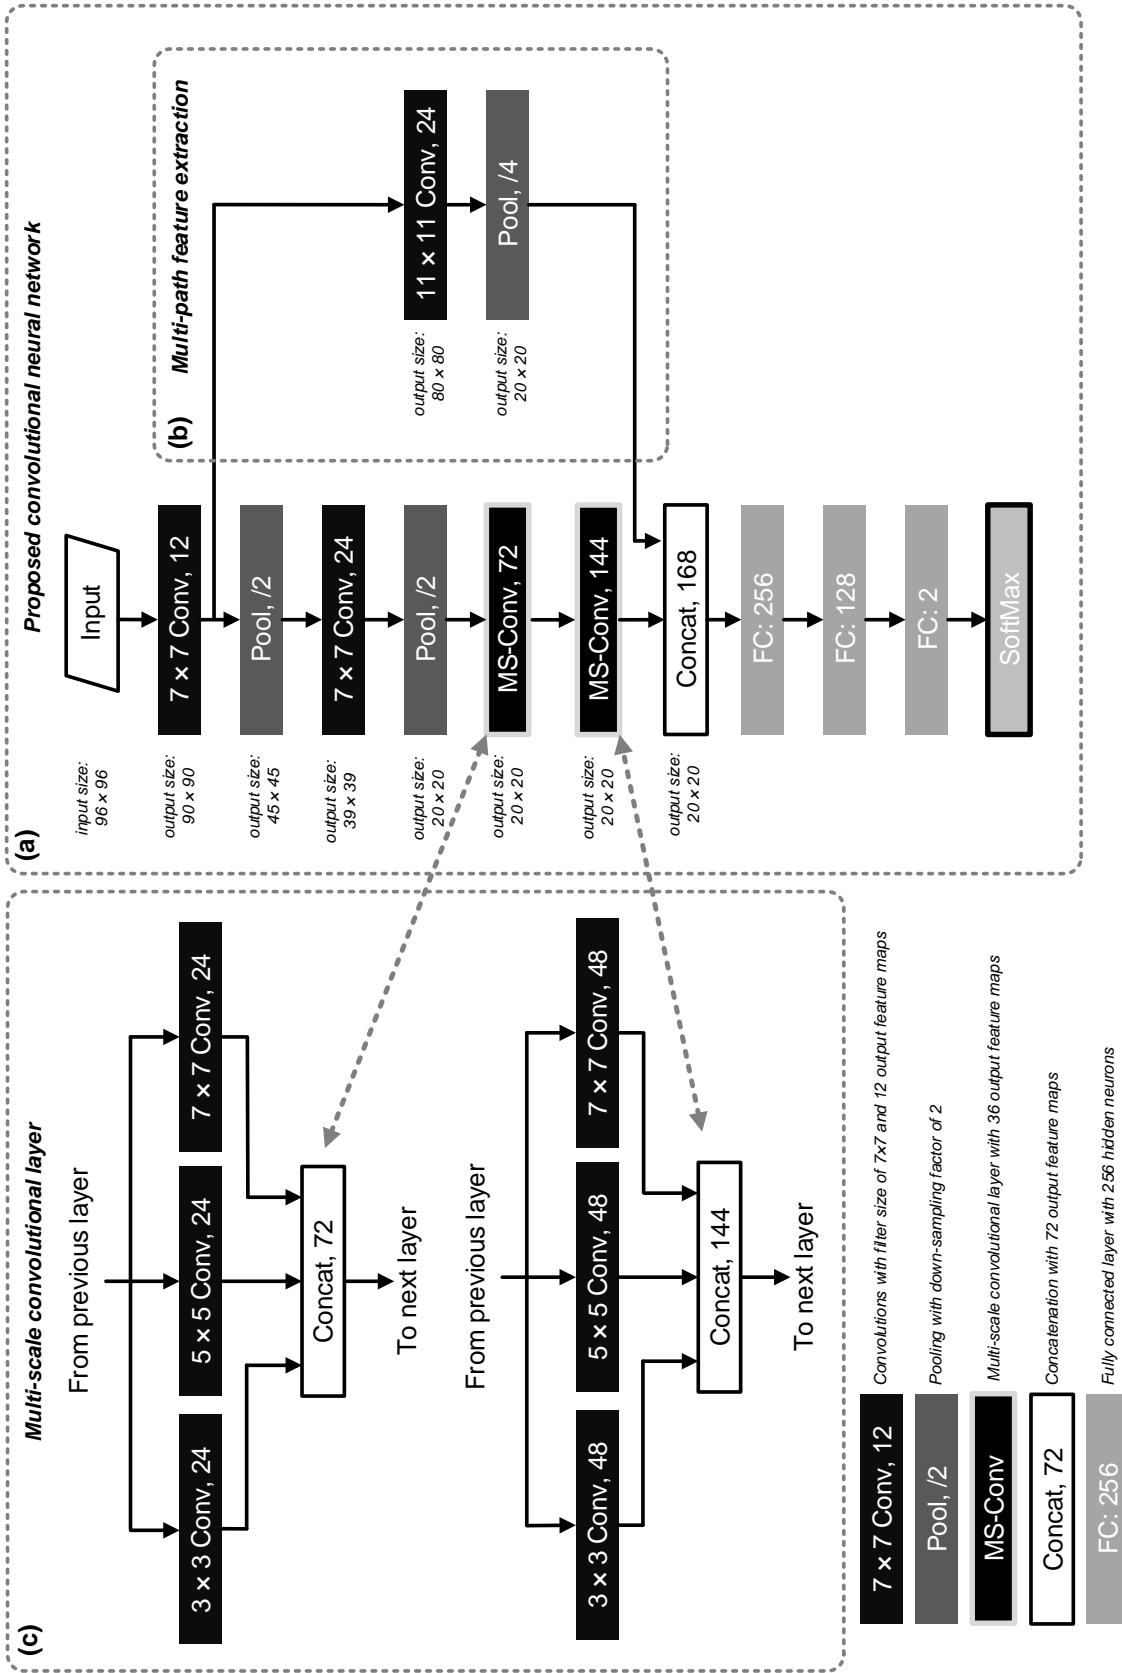 (c)
Multi-scale convolutional layer
From previous layer
3 × 3 Conv, 24
5 × 5 Conv, 24
7 × 7 Conv, 24
Concat, 72
To next layer
From previous layer
3 × 3 Conv, 48
5 × 5 Conv, 48
7 × 7 Conv, 48
Concat, 144
To next layer
(a)
Proposed convolutional neural network
input size:
96 × 96
Input
output size:
90 × 90
7 × 7 Conv, 12
output size:
45 × 45
Pool, /2
output size:
39 × 39
7 × 7 Conv, 24
output size:
20 × 20
Pool, /2
output size:
20 × 20
MS-Conv, 72
output size:
20 × 20
MS-Conv, 144
output size:
20 × 20
Concat, 168
FC: 256
FC: 128
FC: 2
SoftMax
(b)
Multi-path feature extraction
output size:
80 × 80
11 × 11 Conv, 24
output size:
20 × 20
Pool, /4
7 × 7 Conv, 12
Convolutions with filter size of 7×7 and 12 output feature maps
Pool, /2
Pooling with down-sampling factor of 2
MS-Conv
Multi-scale convolutional layer with 36 output feature maps
Concat, 72
Concatenation with 72 output feature maps
FC: 256
Fully connected layer with 256 hidden neurons